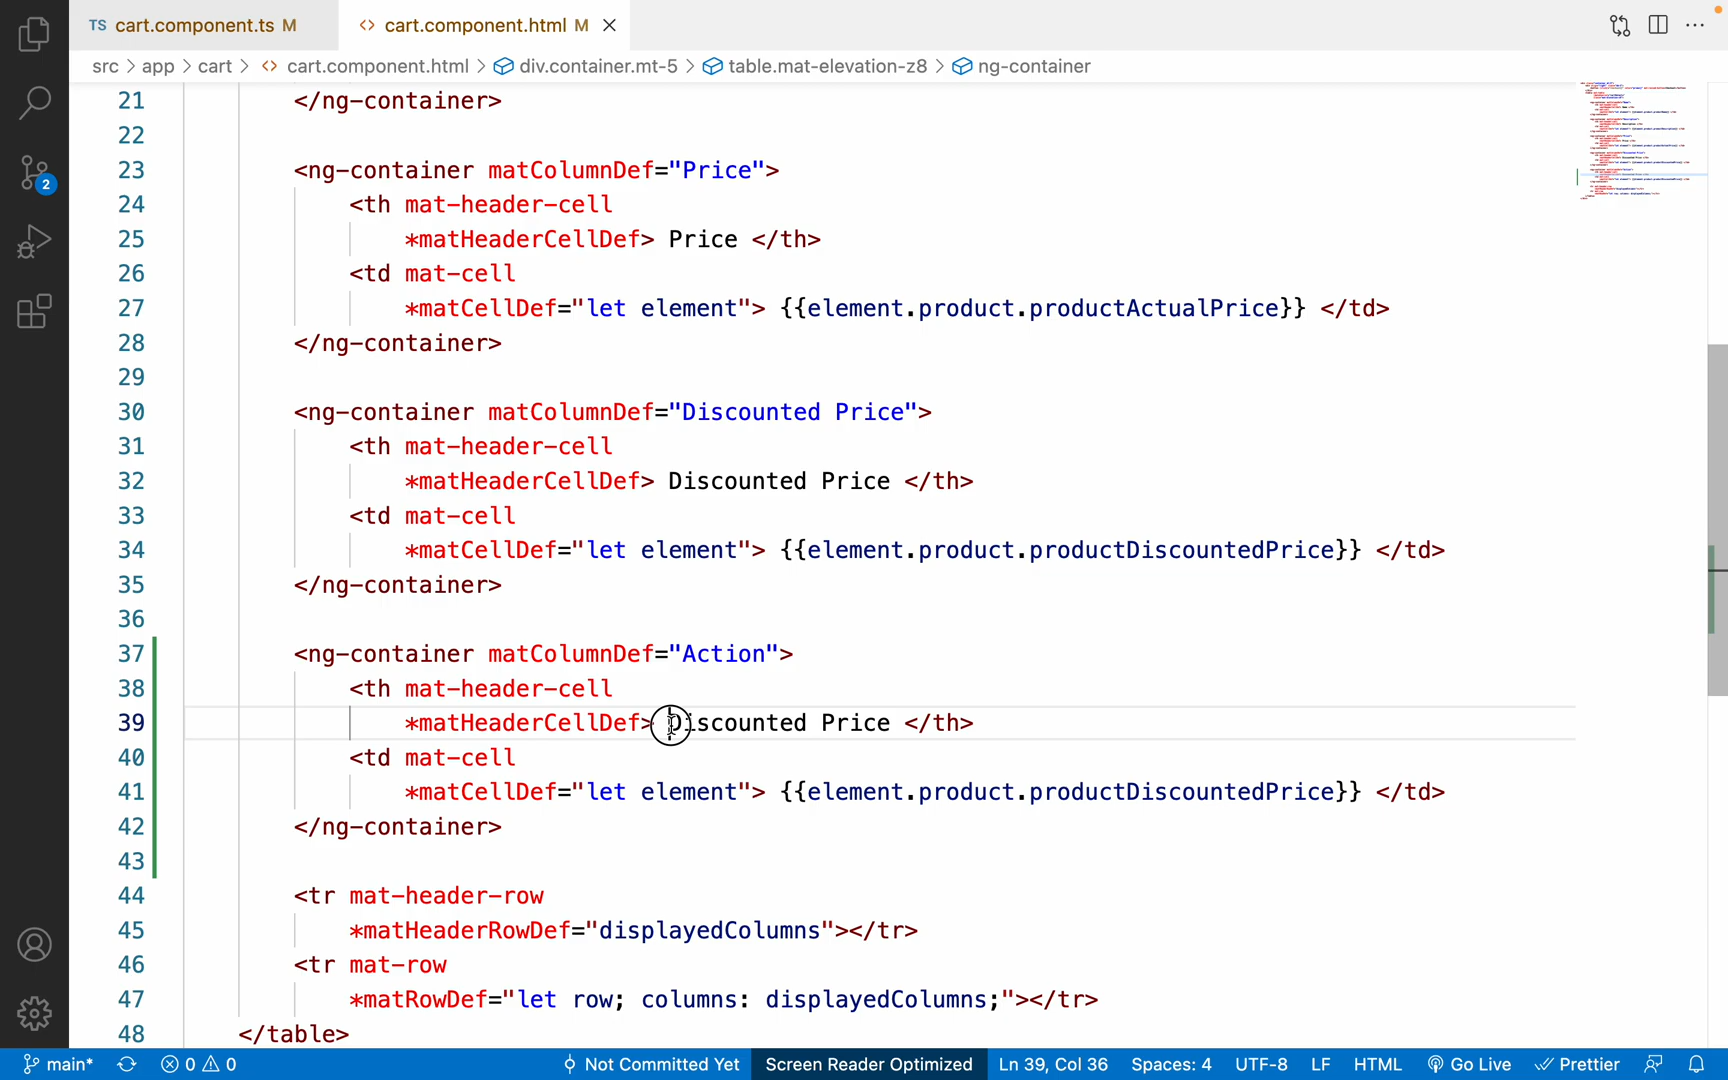 TS cart.component.ts M
<> cart.component.html M
src > app > cart > <> cart.component.html > div.container.mt-5 > table.mat-elevation-z8 > ng-container
21 </ng-container>
22
23 <ng-container matColumnDef="Price">
24 <th mat-header-cell
25 *matHeaderCellDef> Price </th>
26 <td mat-cell
27 *matCellDef="let element"> {{element.product.productActualPrice}} </td>
28 </ng-container>
29
30 <ng-container matColumnDef="Discounted Price">
31 <th mat-header-cell
32 *matHeaderCellDef> Discounted Price </th>
33 <td mat-cell
34 *matCellDef="let element"> {{element.product.productDiscountedPrice}} </td>
35 </ng-container>
36
37 <ng-container matColumnDef="Action">
38 <th mat-header-cell
39 *matHeaderCellDef> Discounted Price </th>
40 <td mat-cell
41 *matCellDef="let element"> {{element.product.productDiscountedPrice}} </td>
42 </ng-container>
43
44 <tr mat-header-row
45 *matHeaderRowDef="displayedColumns"></tr>
46 <tr mat-row
47 *matRowDef="let row; columns: displayedColumns;"></tr>
48 </table>
2
main* 0 0 Not Committed Yet Screen Reader Optimized Ln 39, Col 36 Spaces: 4 UTF-8 LF HTML Go Live Prettier